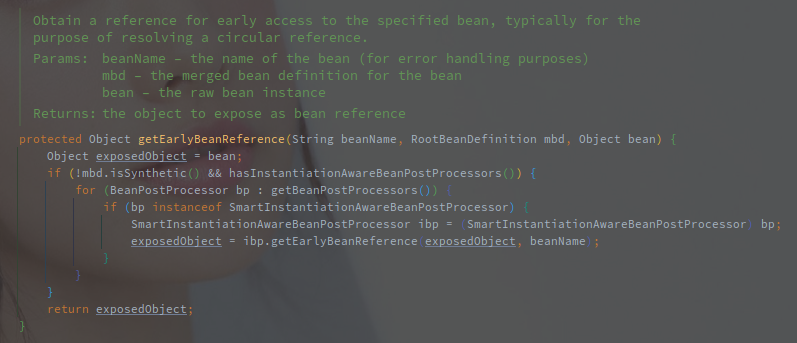 Obtain a reference for early access to the specified bean, typically for the
purpose of resolving a circular reference.
Params: beanName – the name of the bean (for error handling purposes)
mbd – the merged bean definition for the bean
bean – the raw bean instance
Returns: the object to expose as bean reference
protected Object getEarlyBeanReference(String beanName, RootBeanDefinition mbd, Object bean) {
Object exposedObject = bean;
if (!mbd.isSynthetic() && hasInstantiationAwareBeanPostProcessors()) {
for (BeanPostProcessor bp : getBeanPostProcessors()) {
if (bp instanceof SmartInstantiationAwareBeanPostProcessor) {
SmartInstantiationAwareBeanPostProcessor ibp = (SmartInstantiationAwareBeanPostProcessor) bp;
exposedObject = ibp.getEarlyBeanReference(exposedObject, beanName);
}
}
}
return exposedObject;
}